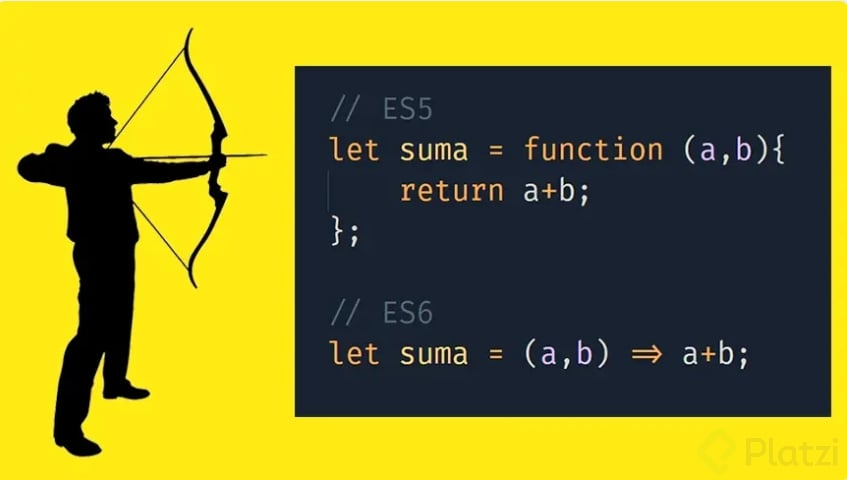 // ES5
let suma = function (a,b){
    return a+b;
};
// ES6
let suma = (a,b) => a+b;
Platzi